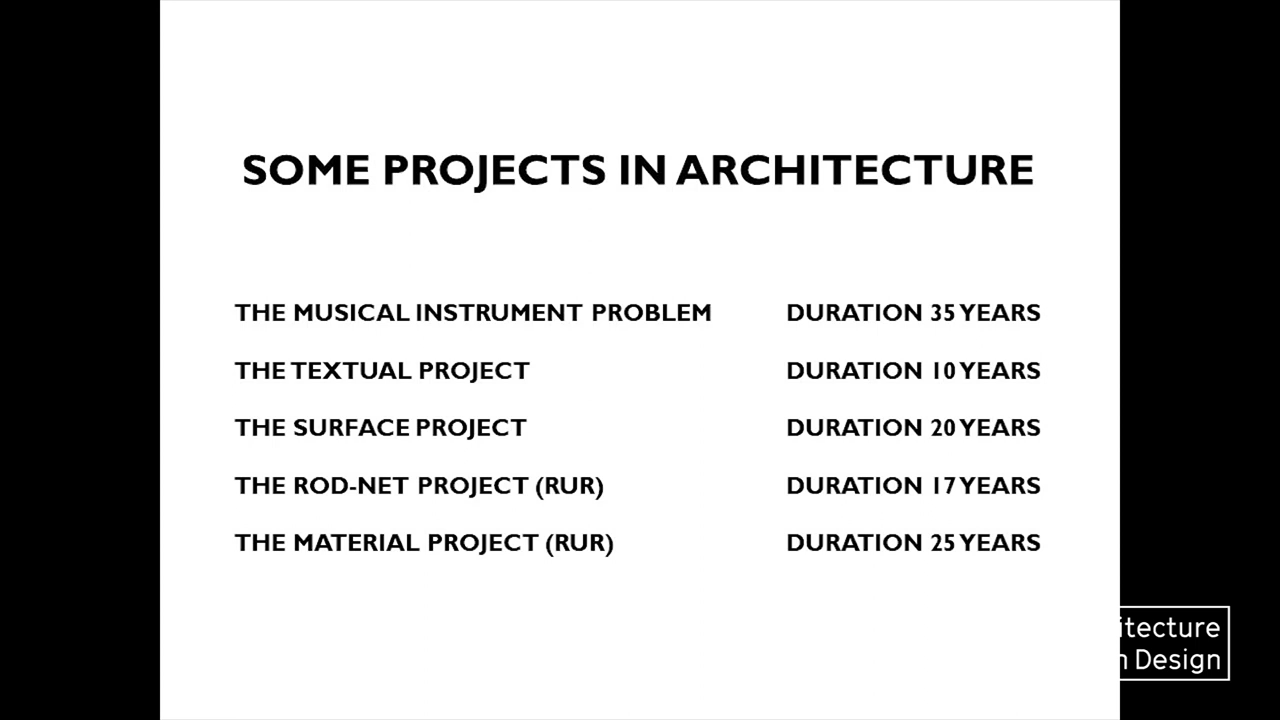 SOME PROJECTS IN ARCHITECTURE
THE MUSICAL INSTRUMENT PROBLEM DURATION 35 YEARS
THE TEXTUAL PROJECT DURATION 10 YEARS
THE SURFACE PROJECT DURATION 20 YEARS
THE ROD-NET PROJECT (RUR) DURATION 17 YEARS
THE MATERIAL PROJECT (RUR) DURATION 25 YEARS
itecture
n Design